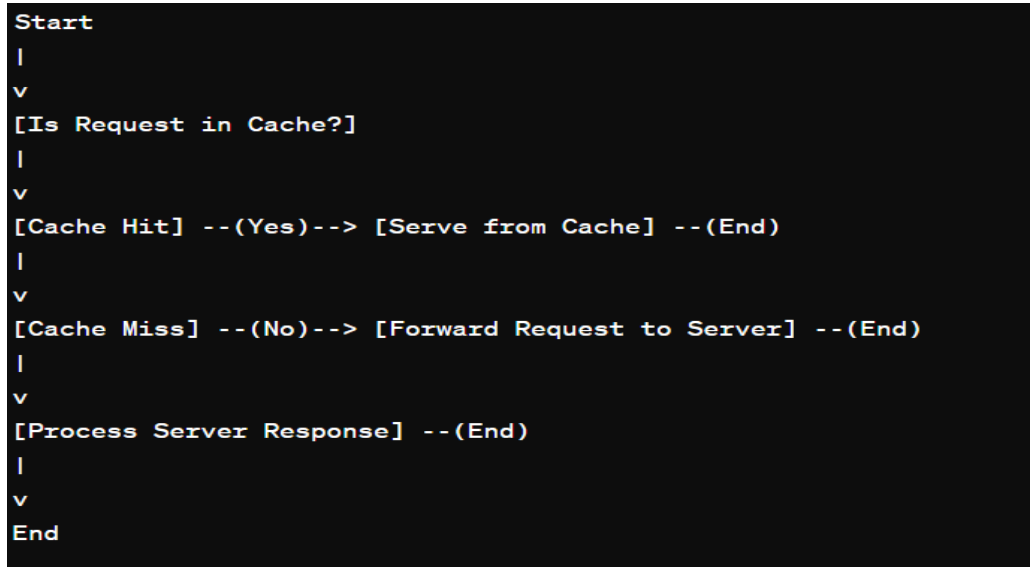 Start
|
v
[Is Request in Cache?]
|
v
[Cache Hit] --(Yes)--> [Serve from Cache] --(End)
|
v
[Cache Miss] --(No)--> [Forward Request to Server] --(End)
|
v
[Process Server Response] --(End)
|
v
End